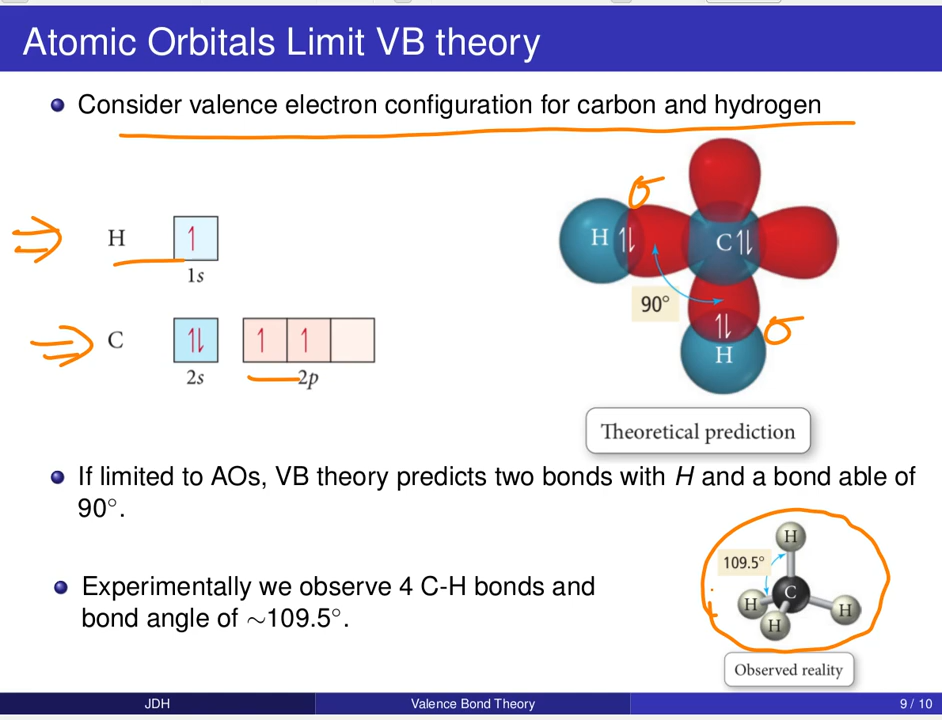 Atomic Orbitals Limit VB theory
Consider valence electron configuration for carbon and hydrogen
H
1s
C
2s
2p
σ
H
C
90°
H
σ
Theoretical prediction
If limited to AOs, VB theory predicts two bonds with H and a bond able of
90°.
Experimentally we observe 4 C-H bonds and
bond angle of ~109.5°.
H
109.5°
C
H
H
H
Observed reality
JDH
Valence Bond Theory
9 / 10